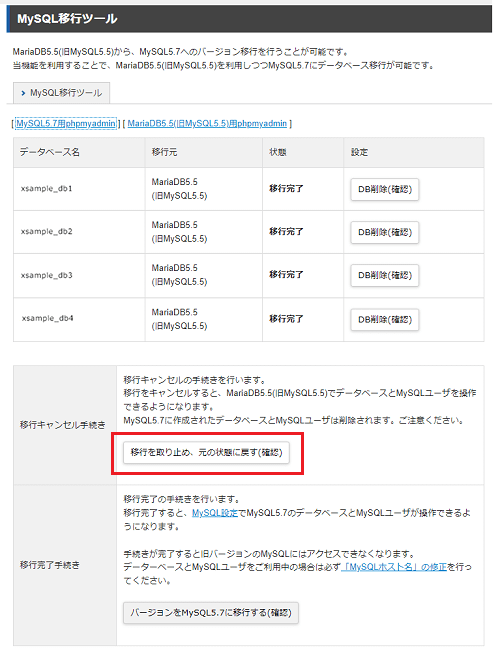 MySQL移行ツール
MariaDB5.5(旧MySQL5.5)から、MySQL5.7へのバージョン移行を行うことが可能です。
当機能を利用することで、MariaDB5.5(旧MySQL5.5)を利用しつつMySQL5.7にデータベース移行が可能です。
MySQL移行ツール
[ MySQL5.7用phpmyadmin ] [ MariaDB5.5(旧MySQL5.5)用phpmyadmin ]
データベース名 移行元 状態 設定
xsample_db1 MariaDB5.5 (旧MySQL5.5) 移行完了 DB削除(確認)
xsample_db2 MariaDB5.5 (旧MySQL5.5) 移行完了 DB削除(確認)
xsample_db3 MariaDB5.5 (旧MySQL5.5) 移行完了 DB削除(確認)
xsample_db4 MariaDB5.5 (旧MySQL5.5) 移行完了 DB削除(確認)
移行キャンセル手続き
移行キャンセルの手続きを行います。
移行をキャンセルすると、MariaDB5.5(旧MySQL5.5)でデータベースとMySQLユーザを操作
できるようになります。
MySQL5.7に作成されたデータベースとMySQLユーザは削除されます。ご注意ください。
移行を取り止め、元の状態に戻す(確認)
移行完了手続き
移行完了の手続きを行います。
移行完了すると、MySQL設定でMySQL5.7のデータベースとMySQLユーザが操作できるよ
うになります。
手続きが完了すると旧バージョンのMySQLにはアクセスできなくなります。
データーベースとMySQLユーザをご利用中の場合は必ず「MySQLホスト名」の修正を行っ
てください。
バージョンをMySQL5.7に移行する(確認)